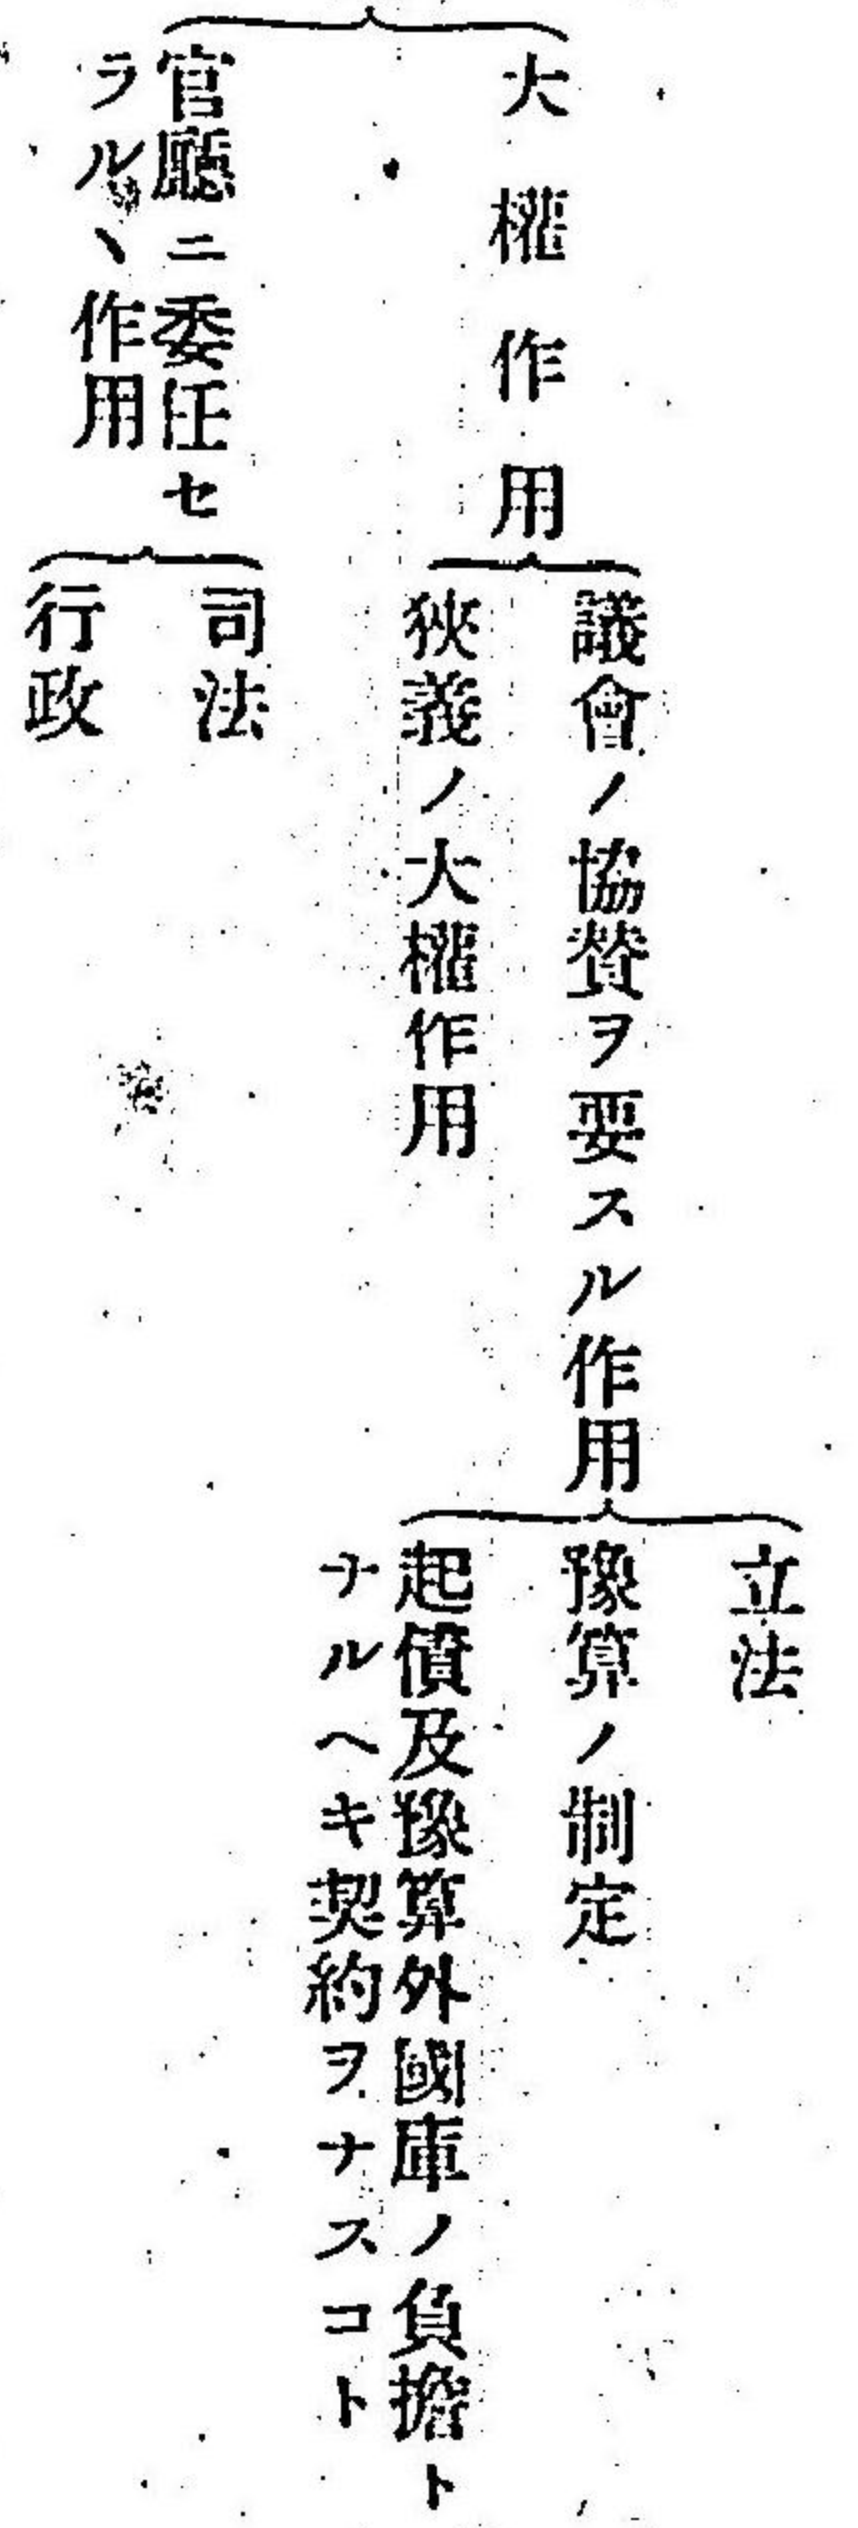 大權作用
議會ノ協賛ヲ要スル作用
立法
豫算ノ制定
起債及豫算外國庫ノ負擔ト
ナルヘキ契約ヲナスコト
狹義ノ大權作用
官廳ニ委任セ
ラルヽ作用
司法
行政